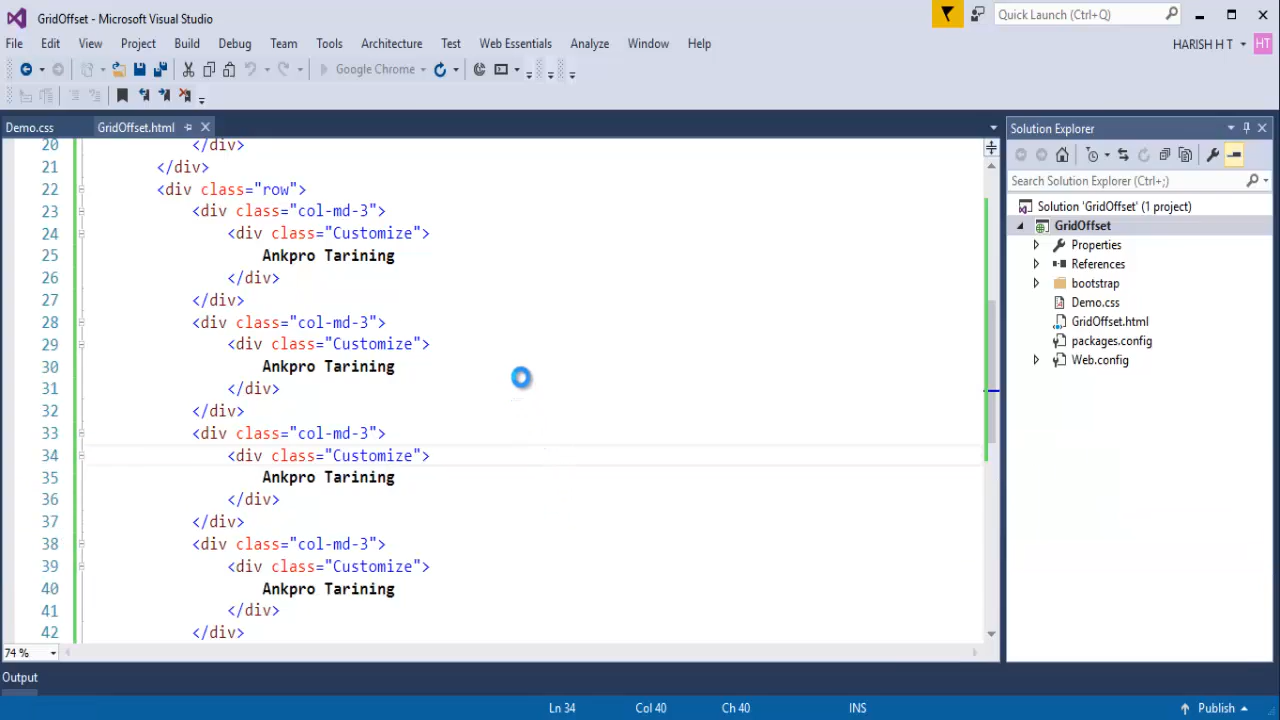 GridOffset - Microsoft Visual Studio
Quick Launch (Ctrl+Q)
File Edit View Project Build Debug Team Tools Architecture Test Web Essentials Analyze Window Help
HARISH H T HT
Google Chrome
Demo.css GridOffset.html
Solution Explorer
Search Solution Explorer (Ctrl+;)
Solution 'GridOffset' (1 project)
GridOffset
Properties
References
bootstrap
Demo.css
GridOffset.html
packages.config
Web.config
20 </div>
21 </div>
22 <div class="row">
23 <div class="col-md-3">
24 <div class="Customize">
25 Ankpro Tarining
26 </div>
27 </div>
28 <div class="col-md-3">
29 <div class="Customize">
30 Ankpro Tarining
31 </div>
32 </div>
33 <div class="col-md-3">
34 <div class="Customize">
35 Ankpro Tarining
36 </div>
37 </div>
38 <div class="col-md-3">
39 <div class="Customize">
40 Ankpro Tarining
41 </div>
42 </div>
74 %
Output
Ln 34 Col 40 Ch 40 INS Publish